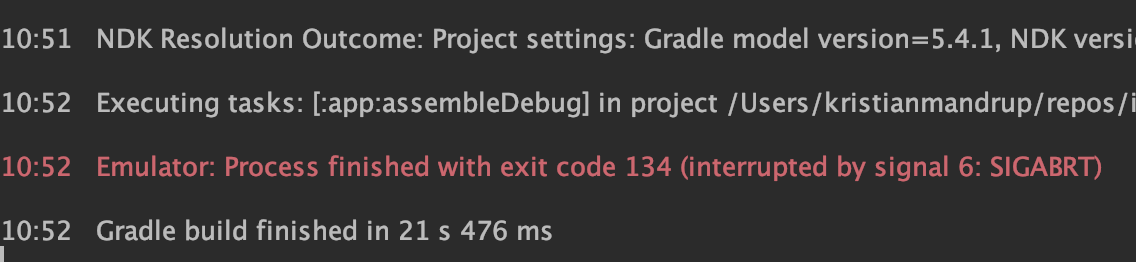 10:51 NDK Resolution Outcome: Project settings: Gradle model version=5.4.1, NDK versi
10:52 Executing tasks: [:app:assembleDebug] in project /Users/kristianmandrup/repos/i
10:52 Emulator: Process finished with exit code 134 (interrupted by signal 6: SIGABRT)
10:52 Gradle build finished in 21 s 476 ms